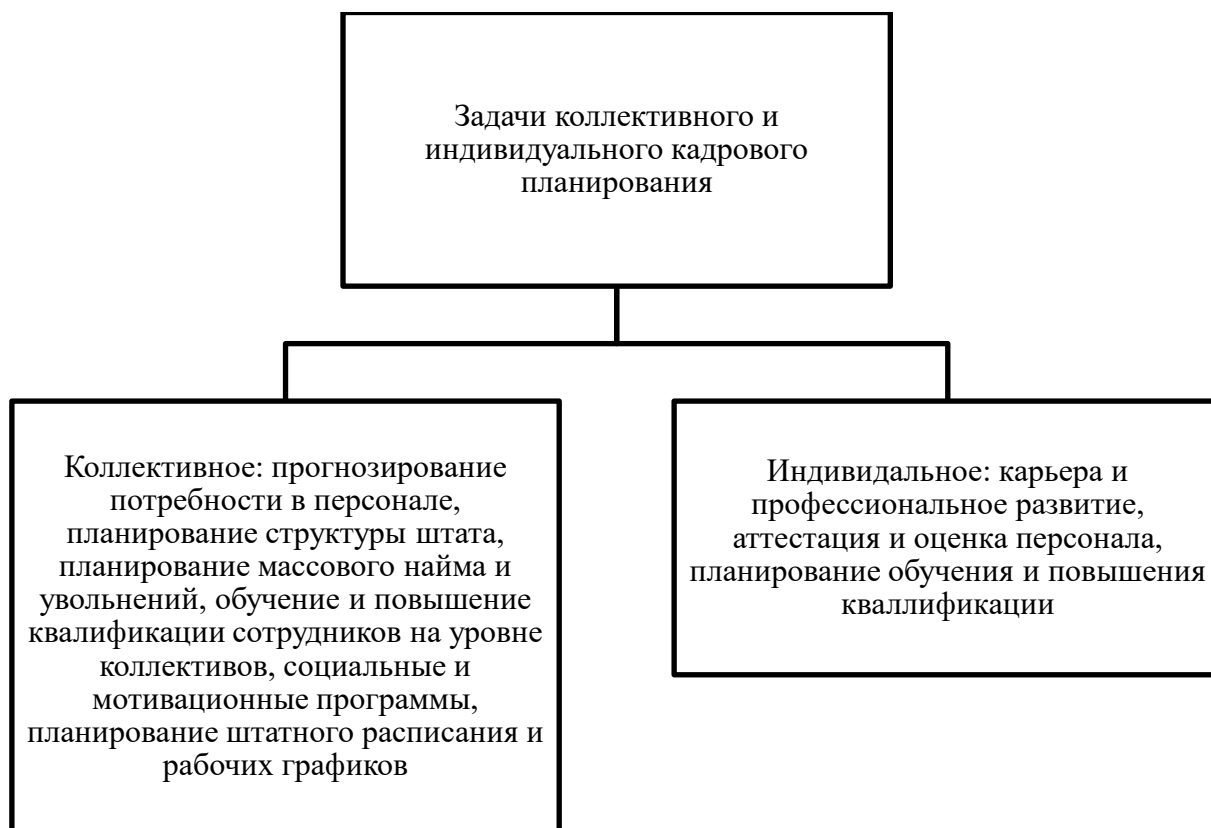 Задачи коллективного и
индивидуального кадрового
планирования
Коллективное: прогнозирование
потребности в персонале,
планирование структуры штата,
планирование массового найма и
увольнений, обучение и повышение
квалификации сотрудников на уровне
коллективов, социальные и
мотивационные программы,
планирование штатного расписания и
рабочих графиков
Индивидальное: карьера и
профессиональное развитие,
аттестация и оценка персонала,
планирование обучения и повышения
кваллификации